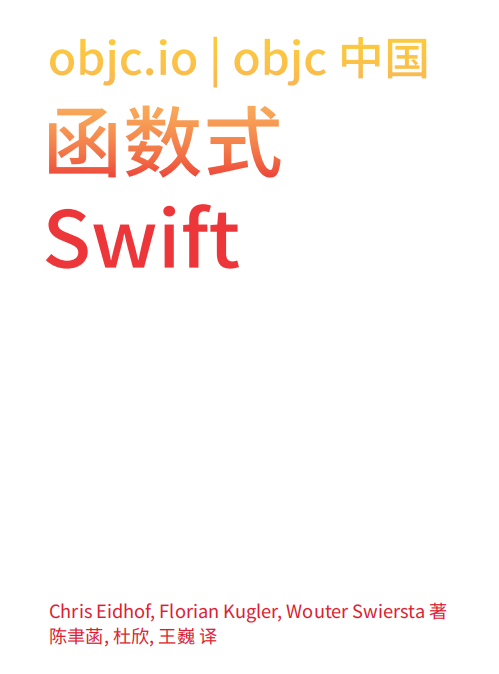 objc.io | objc 中国
函数式
Swift
Chris Eidhof, Florian Kugler, Wouter Swiersta 著
陈聿菡, 杜欣, 王巍 译